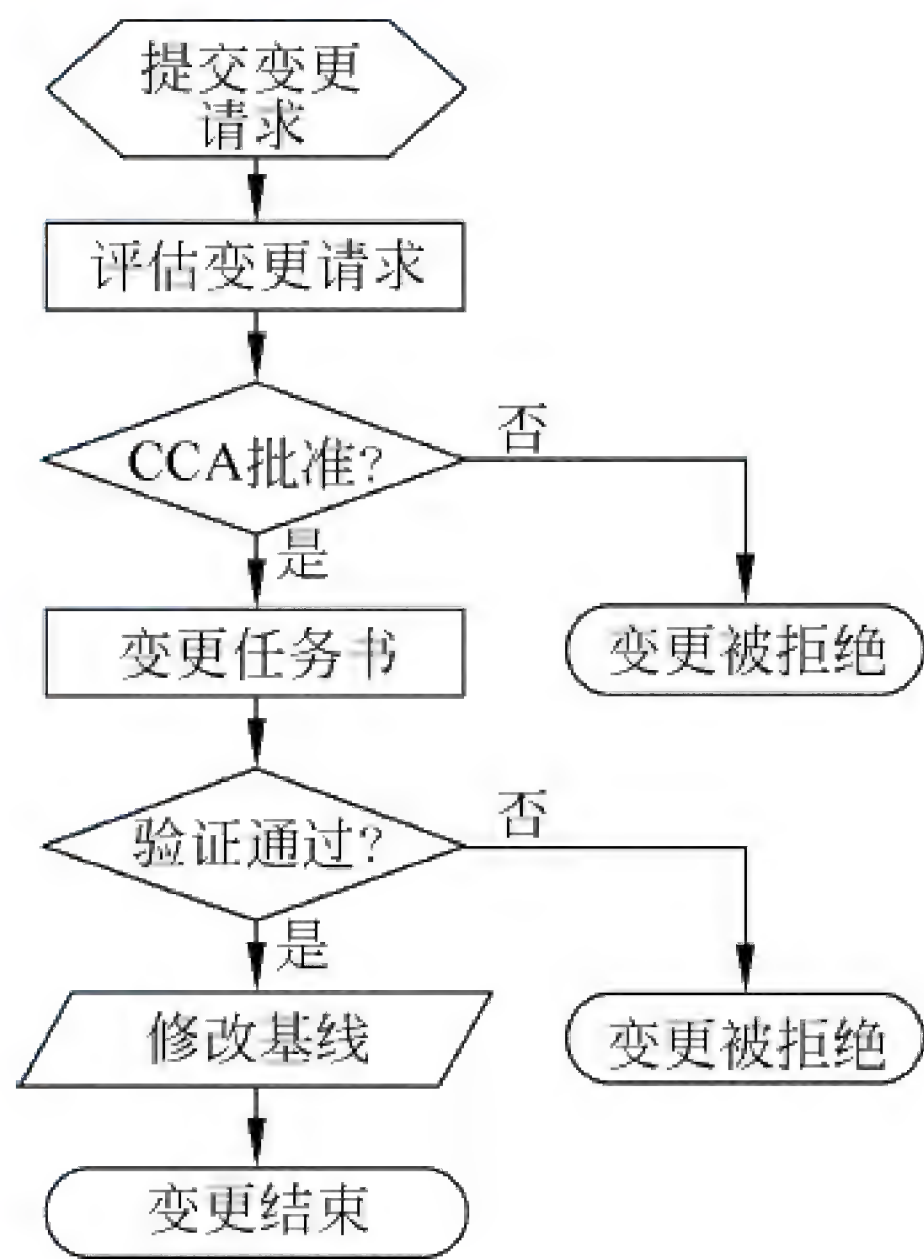 提交变更
请求
评估变更请求
CCA批准?
否
是
变更任务书
变更被拒绝
验证通过?
否
是
修改基线
变更被拒绝
变更结束